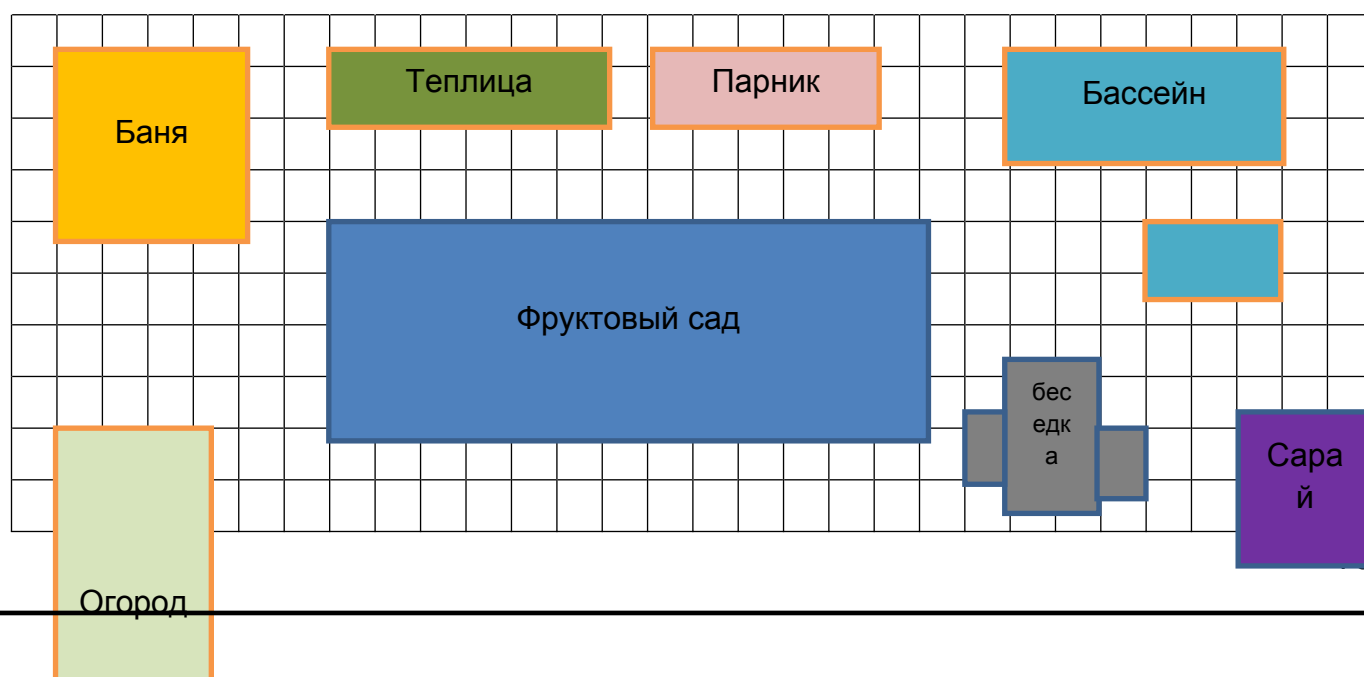 Теплица
Парник
Бассейн
Баня
Фруктовый сад
бес
едк
а
Сара
й
Огород